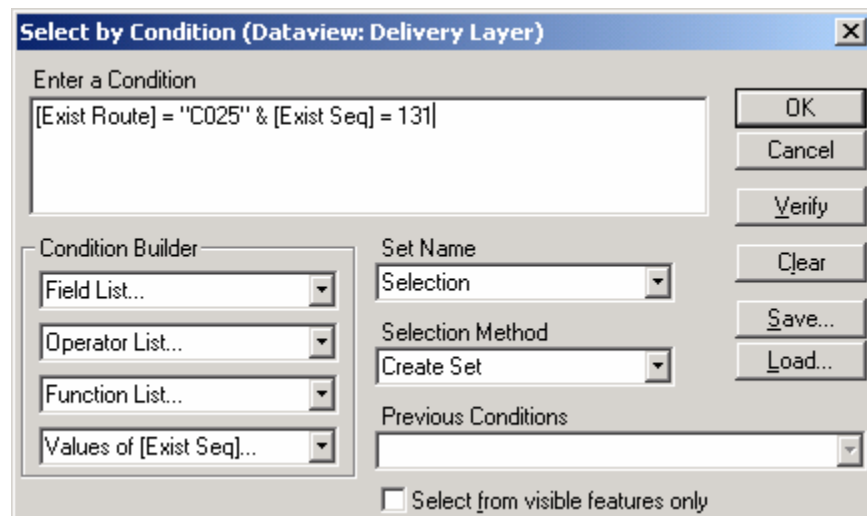 Select by Condition (Dataview: Delivery Layer)
Enter a Condition
[Exist Route] = "C025" & [Exist Seq] = 131
OK
Cancel
Verify
Clear
Save...
Load...
Condition Builder
Field List...
Operator List...
Function List...
Values of [Exist Seq]...
Set Name
Selection
Selection Method
Create Set
Previous Conditions
Select from visible features only